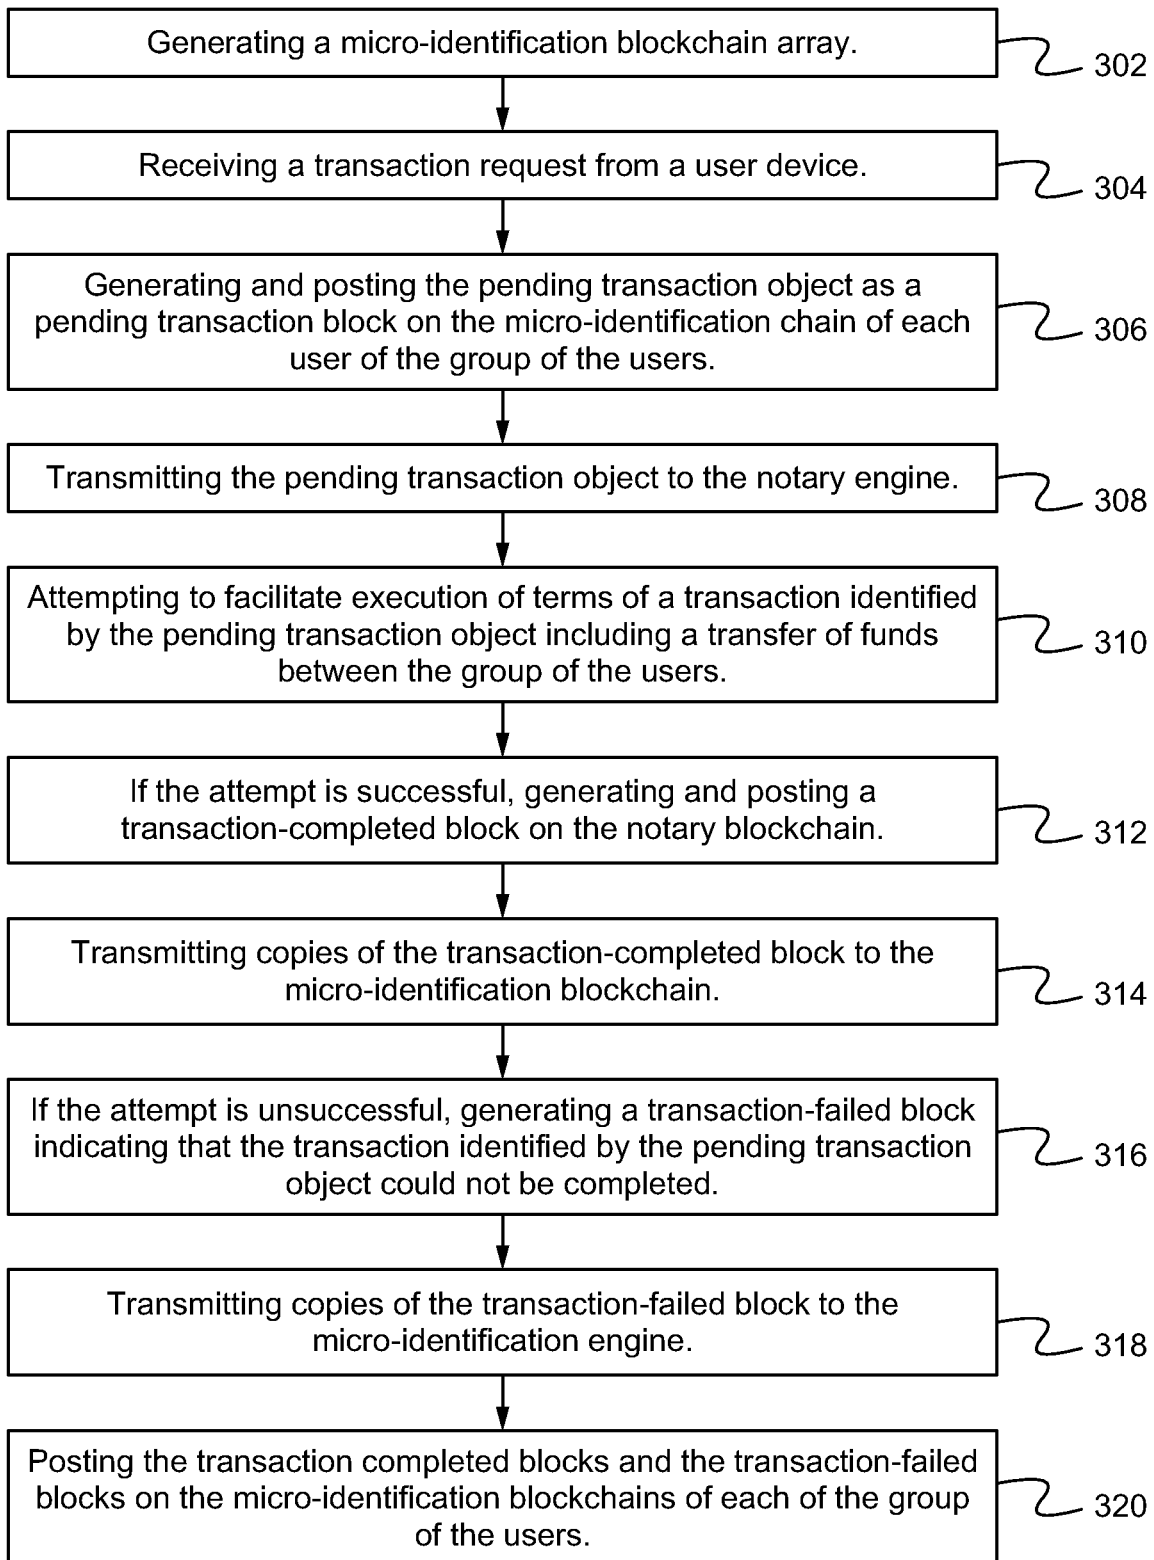 Generating a micro-identification blockchain array.
302
Receiving a transaction request from a user device.
304
Generating and posting the pending transaction object as a
pending transaction block on the micro-identification chain of each
user of the group of the users.
306
Transmitting the pending transaction object to the notary engine.
308
Attempting to facilitate execution of terms of a transaction identified
by the pending transaction object including a transfer of funds
between the group of the users.
310
If the attempt is successful, generating and posting a
transaction-completed block on the notary blockchain.
312
Transmitting copies of the transaction-completed block to the
micro-identification blockchain.
314
If the attempt is unsuccessful, generating a transaction-failed block
indicating that the transaction identified by the pending transaction
object could not be completed.
316
Transmitting copies of the transaction-failed block to the
micro-identification engine.
318
Posting the transaction completed blocks and the transaction-failed
blocks on the micro-identification blockchains of each of the group
of the users.
320